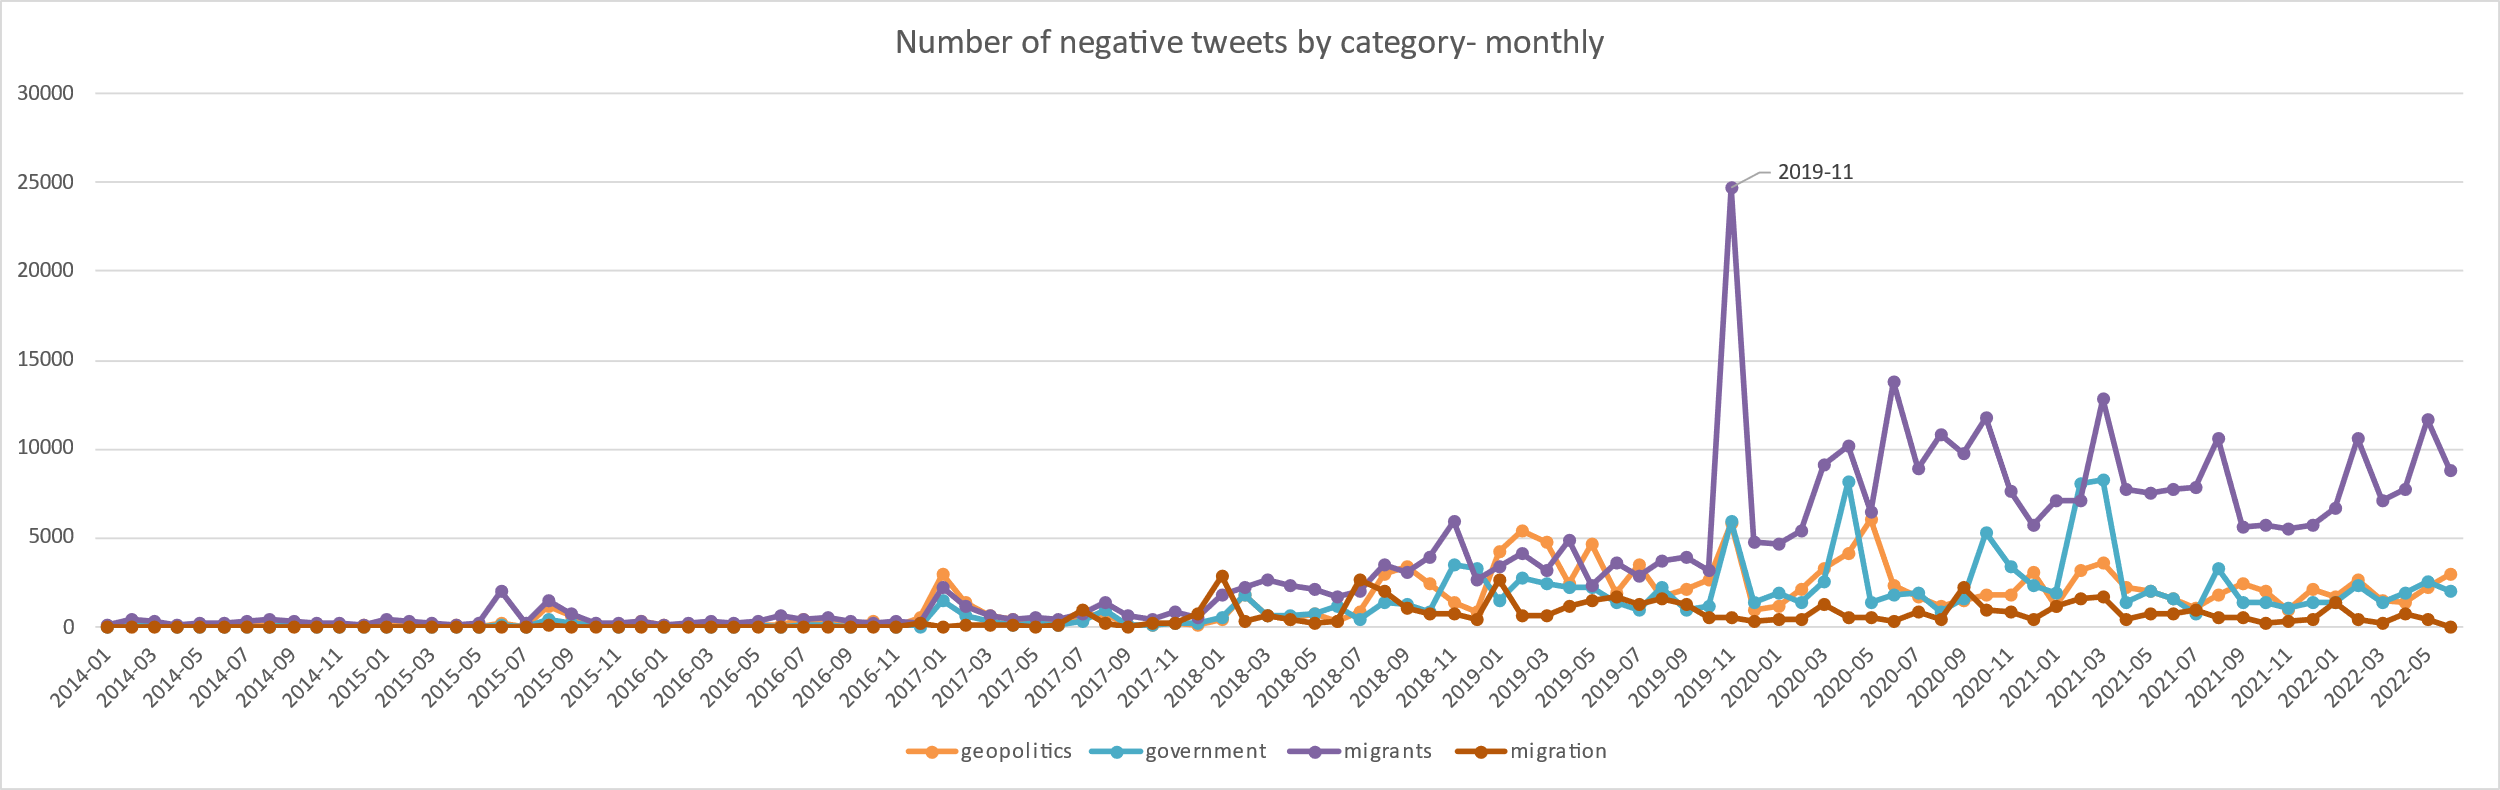 Number of negative tweets by category- monthly
30000
25000
2019-11
20000
15000
10000
5000
0
2014-01 2014-03 2014-05 2014-07 2014-09 2014-11 2015-01 2015-03 2015-05 2015-07 2015-09 2015-11 2016-01 2016-03 2016-05 2016-07 2016-09 2016-11 2017-01 2017-03 2017-05 2017-07 2017-09 2017-11 2018-01 2018-03 2018-05 2018-07 2018-09 2018-11 2019-01 2019-03 2019-05 2019-07 2019-09 2019-11 2020-01 2020-03 2020-05 2020-07 2020-09 2020-11 2021-01 2021-03 2021-05 2021-07 2021-09 2021-11 2022-01 2022-03 2022-05
geopolitics government migrants migration